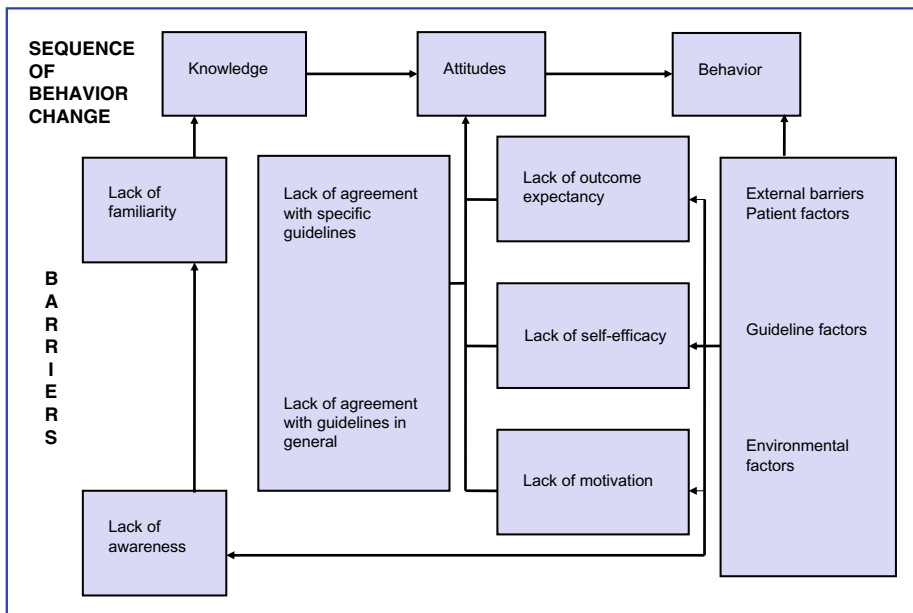 SEQUENCE
OF
BEHAVIOR
CHANGE
Knowledge
Attitudes
Behavior
Lack of
familiarity
Lack of agreement
with specific
guidelines
Lack of outcome
expectancy
External barriers
Patient factors
BARRIERS
Lack of self-efficacy
Guideline factors
Lack of agreement
with guidelines in
general
Lack of motivation
Environmental
factors
Lack of
awareness